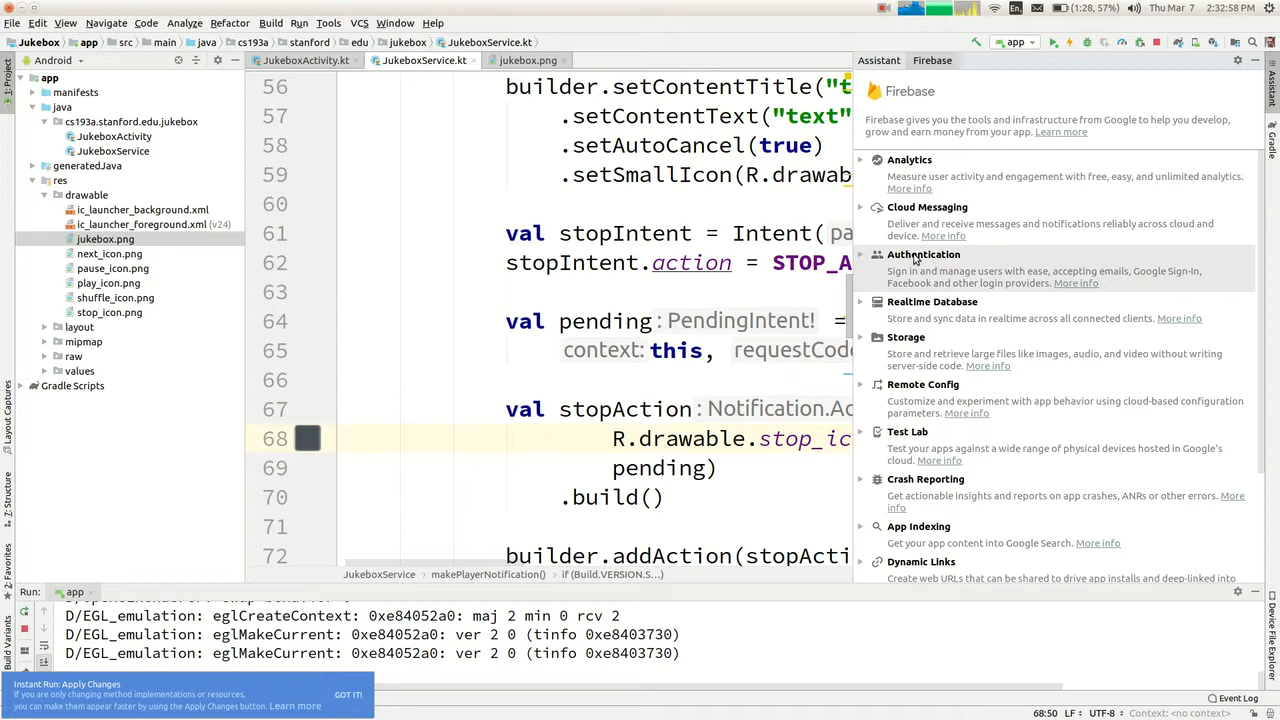 (1:28, 57%) Thu Mar 7 2:32:58 PM
File Edit View Navigate Code Analyze Refactor Build Run Tools VCS Window Help
Jukebox app src main java cs193a stanford edu jukebox JukeboxService.kt app
Android JukeboxActivity.kt JukeboxService.kt jukebox.png Assistant Firebase
1: Project
app
manifests
java
cs193a.stanford.edu.jukebox
JukeboxActivity
JukeboxService
generatedJava
res
drawable
ic_launcher_background.xml
ic_launcher_foreground.xml (v24)
jukebox.png
next_icon.png
pause_icon.png
play_icon.png
shuffle_icon.png
stop_icon.png
layout
mipmap
raw
values
Gradle Scripts
Layout Captures
7: Structure
2: Favorites
Build Variants
56 builder.setContentTitle("t
57 .setContentText("text"
58 .setAutoCancel(true)
59 .setSmallIcon(R.drawab
60
61 val stopIntent = Intent( pa
62 stopIntent.action = STOP_A
63
64 val pending : PendingIntent! =
65 context: this, requestCod
66
67 val stopAction : Notification.Ac
68 R.drawable.stop_ic
69 pending)
70 .build()
71
72 builder.addAction(stopActi
JukeboxService makePlayerNotification() if (Build.VERSION.S...)
Firebase
Firebase gives you the tools and infrastructure from Google to help you develop,
grow and earn money from your app. Learn more
Analytics
Measure user activity and engagement with free, easy, and unlimited analytics.
More info
Cloud Messaging
Deliver and receive messages and notifications reliably across cloud and
device. More info
Authentication
Sign in and manage users with ease, accepting emails, Google Sign-In,
Facebook and other login providers. More info
Realtime Database
Store and sync data in realtime across all connected clients. More info
Storage
Store and retrieve large files like images, audio, and video without writing
server-side code. More info
Remote Config
Customize and experiment with app behavior using cloud-based configuration
parameters. More info
Test Lab
Test your apps against a wide range of physical devices hosted in Google's
cloud. More info
Crash Reporting
Get actionable insights and reports on app crashes, ANRs or other errors. More
info
App Indexing
Get your app content into Google Search. More info
Dynamic Links
Create web URLs that can be shared to drive app installs and deep-linked into
Assistant
Gradle
Device File Explorer
Run: app
D/EGL_emulation: eglCreateContext: 0xe84052a0: maj 2 min 0 rcv 2
D/EGL_emulation: eglMakeCurrent: 0xe84052a0: ver 2 0 (tinfo 0xe8403730)
D/EGL_emulation: eglMakeCurrent: 0xe84052a0: ver 2 0 (tinfo 0xe8403730)
Instant Run: Apply Changes
If you are only changing method implementations or resources,
you can make them appear faster by using the Apply Changes button. Learn more
GOT IT!
Event Log
68:50 LF UTF-8 Context: <no context>